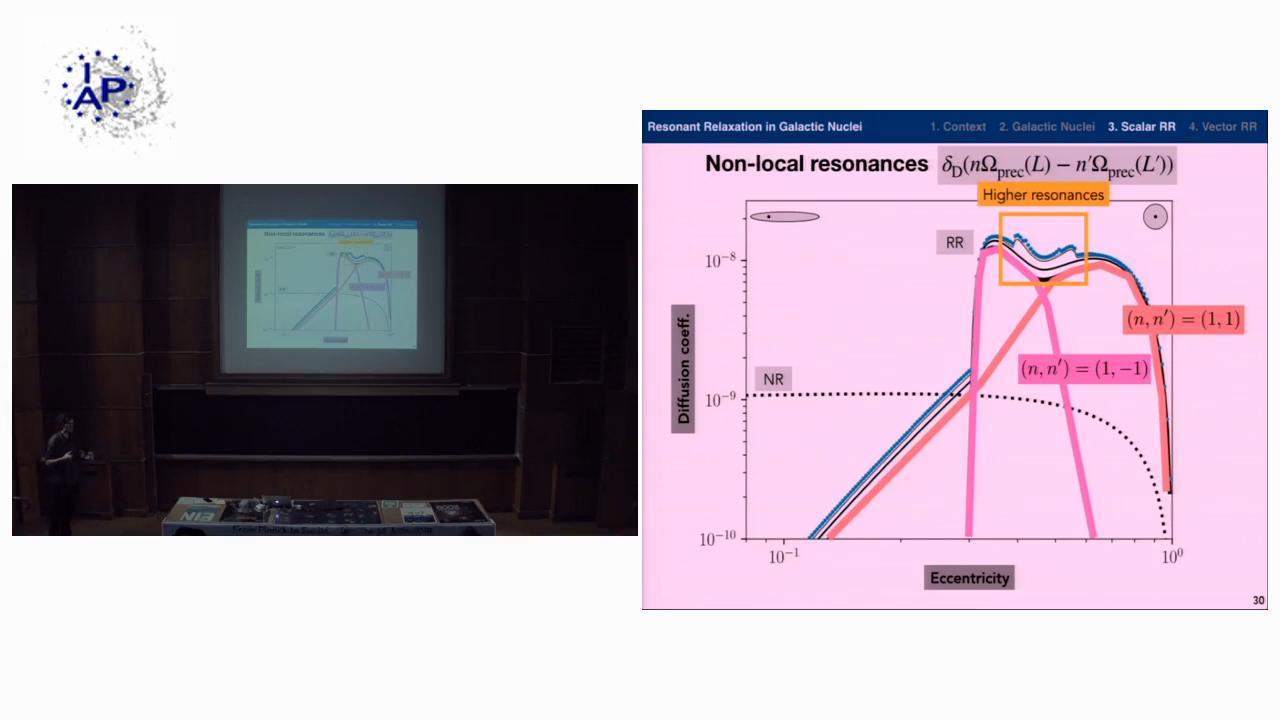 I
A P
Resonant Relaxation in Galactic Nuclei 1. Context 2. Galactic Nuclei 3. Scalar RR 4. Vector RR
Non-local resonances δ_D(nΩ_prec(L) − n′Ω_prec(L′))
Higher resonances
RR
10⁻⁸
(n, n′) = (1, 1)
(n, n′) = (1, −1)
NR
10⁻⁹
Diffusion coeff.
10⁻¹⁰
10⁻¹
10⁰
Eccentricity
30